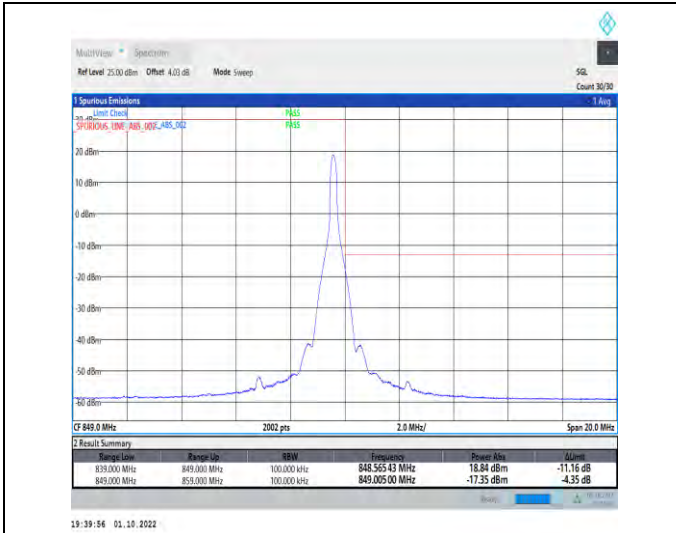 MultiView Spectrum
Ref Level 25.00 dBm Offset 4.03 dB Mode Sweep SGL
Count 30/30
1 Spurious Emissions 1 Avg
Limit Check PASS
SPURIOUS_LINE_ABS_002 PASS
20 dBm
10 dBm
0 dBm
-10 dBm
-20 dBm
-30 dBm
-40 dBm
-50 dBm
-60 dBm
CF 849.0 MHz 2002 pts 2.0 MHz/ Span 20.0 MHz
2 Result Summary
Range Low Range Up RBW Frequency Power Abs ΔLimit
839.000 MHz 849.000 MHz 100.000 kHz 848.56543 MHz 18.84 dBm -11.16 dB
849.000 MHz 859.000 MHz 100.000 kHz 849.00500 MHz -17.35 dBm -4.35 dB
Ready
19:39:56 01.10.2022